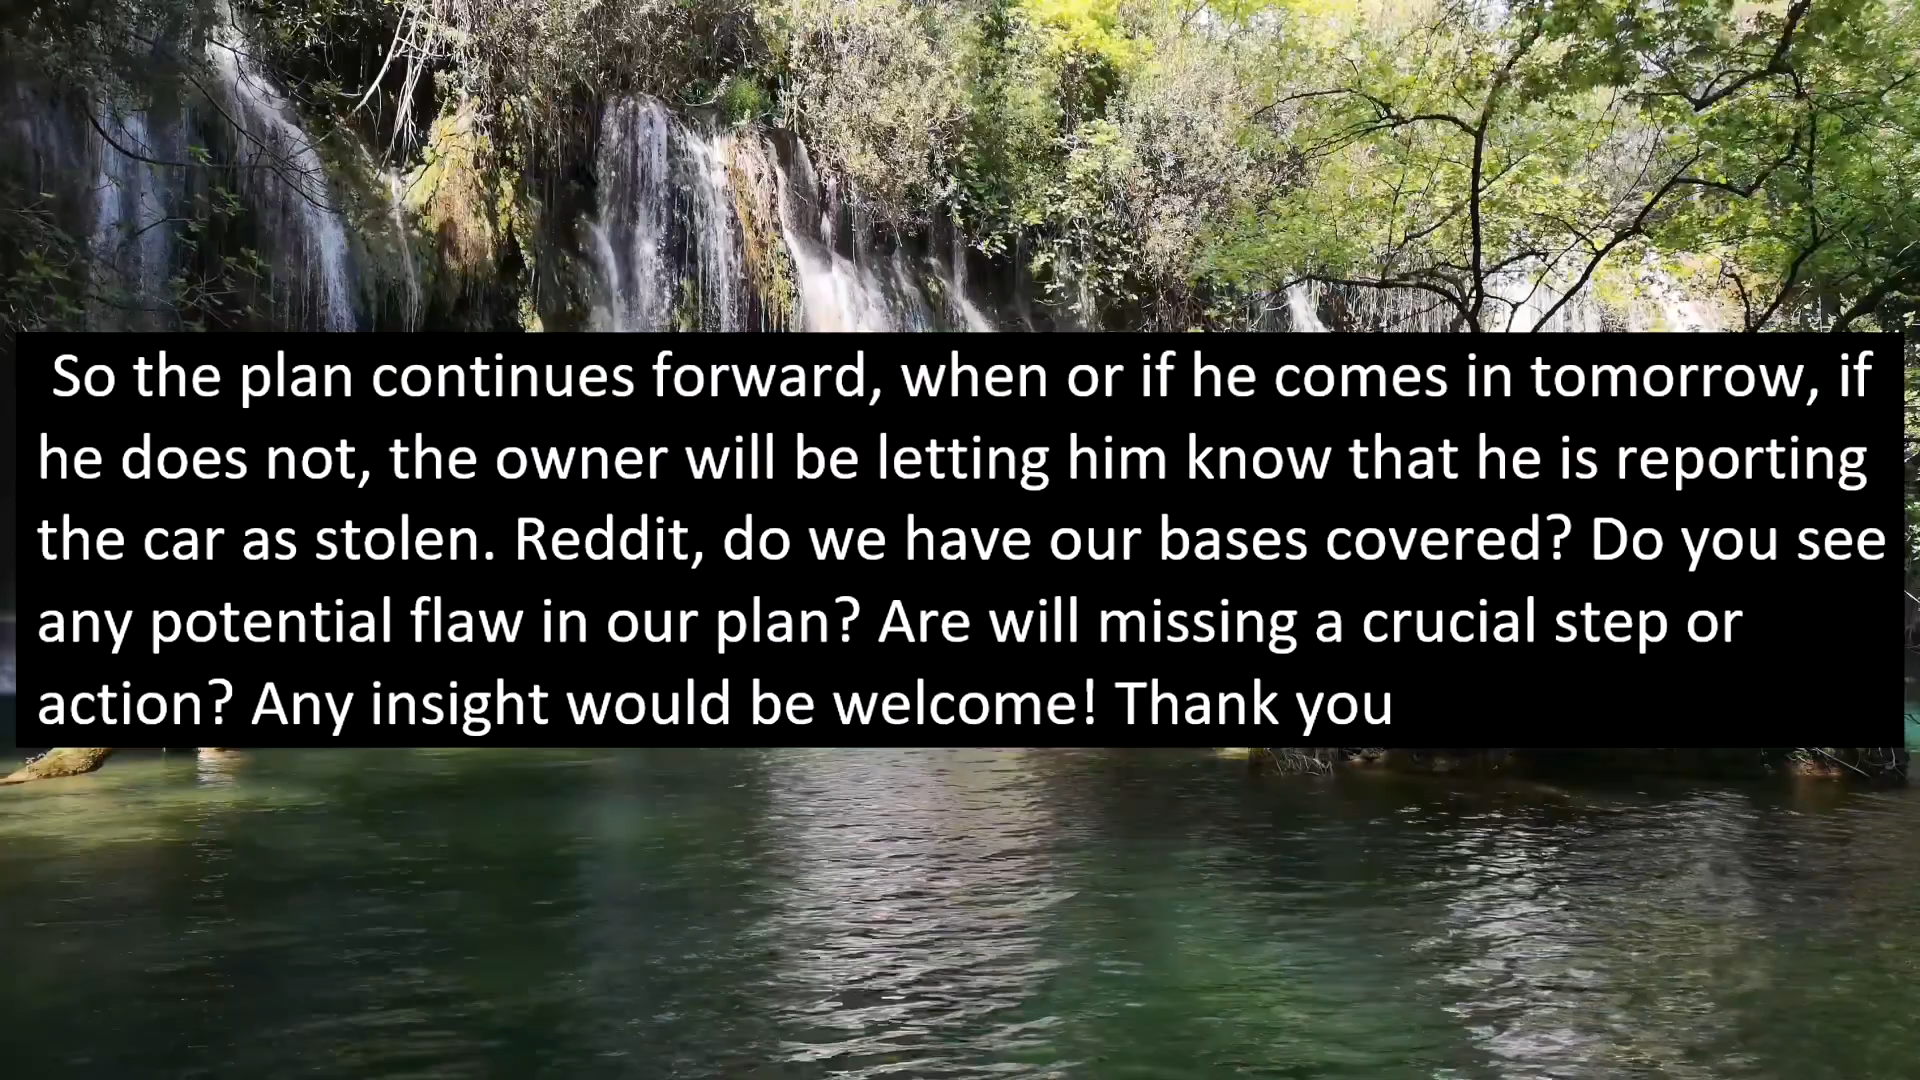 So the plan continues forward, when or if he comes in tomorrow, if
he does not, the owner will be letting him know that he is reporting
the car as stolen. Reddit, do we have our bases covered? Do you see
any potential flaw in our plan? Are will missing a crucial step or
action? Any insight would be welcome! Thank you